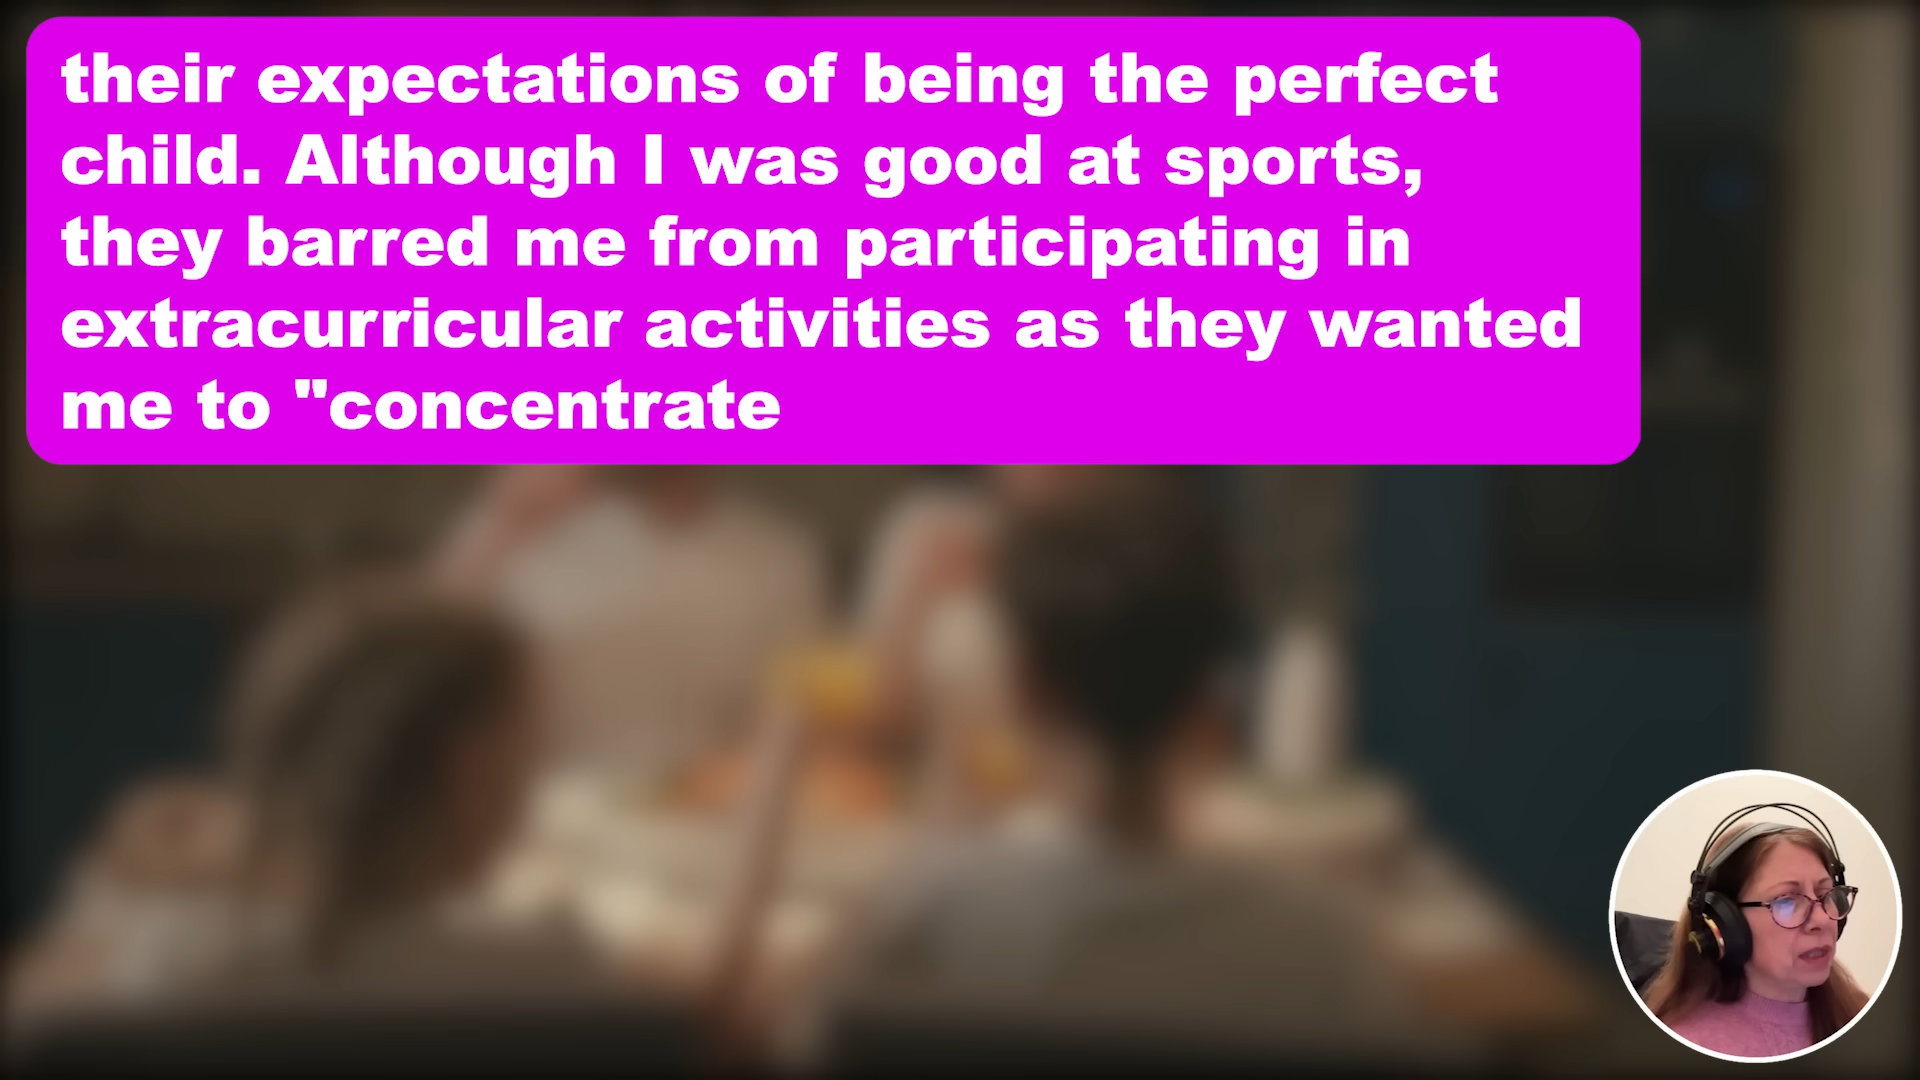 their expectations of being the perfect
child. Although I was good at sports,
they barred me from participating in
extracurricular activities as they wanted
me to "concentrate